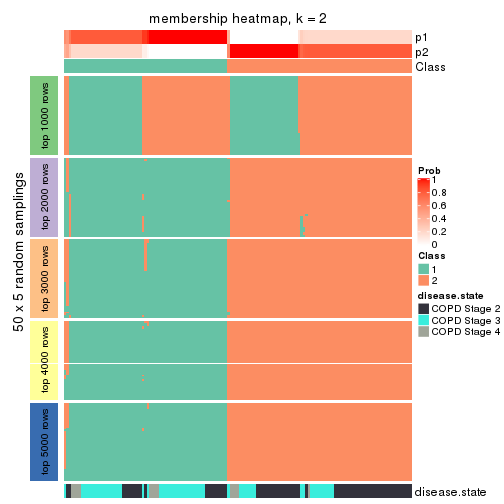 membership heatmap, k = 2
p1
p2
Class
50 x 5 random samplings
top 1000 rows
top 2000 rows
top 3000 rows
top 4000 rows
top 5000 rows
Prob
1
0.8
0.6
0.4
0.2
0
Class
1
2
disease.state
COPD Stage 2
COPD Stage 3
COPD Stage 4
disease.state